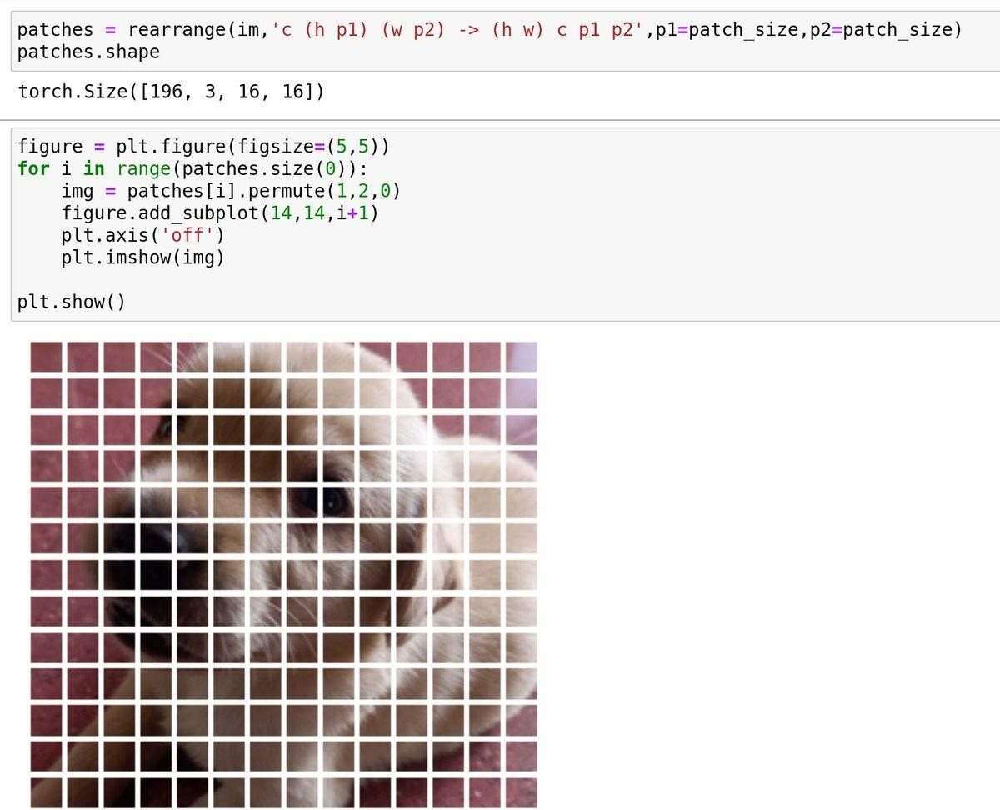 patches = rearrange(im,'c (h p1) (w p2) -> (h w) c p1 p2',p1=patch_size,p2=patch_size)
patches.shape
torch.Size([196, 3, 16, 16])
figure = plt.figure(figsize=(5,5))
for i in range(patches.size(0)):
    img = patches[i].permute(1,2,0)
    figure.add_subplot(14,14,i+1)
    plt.axis('off')
    plt.imshow(img)
plt.show()